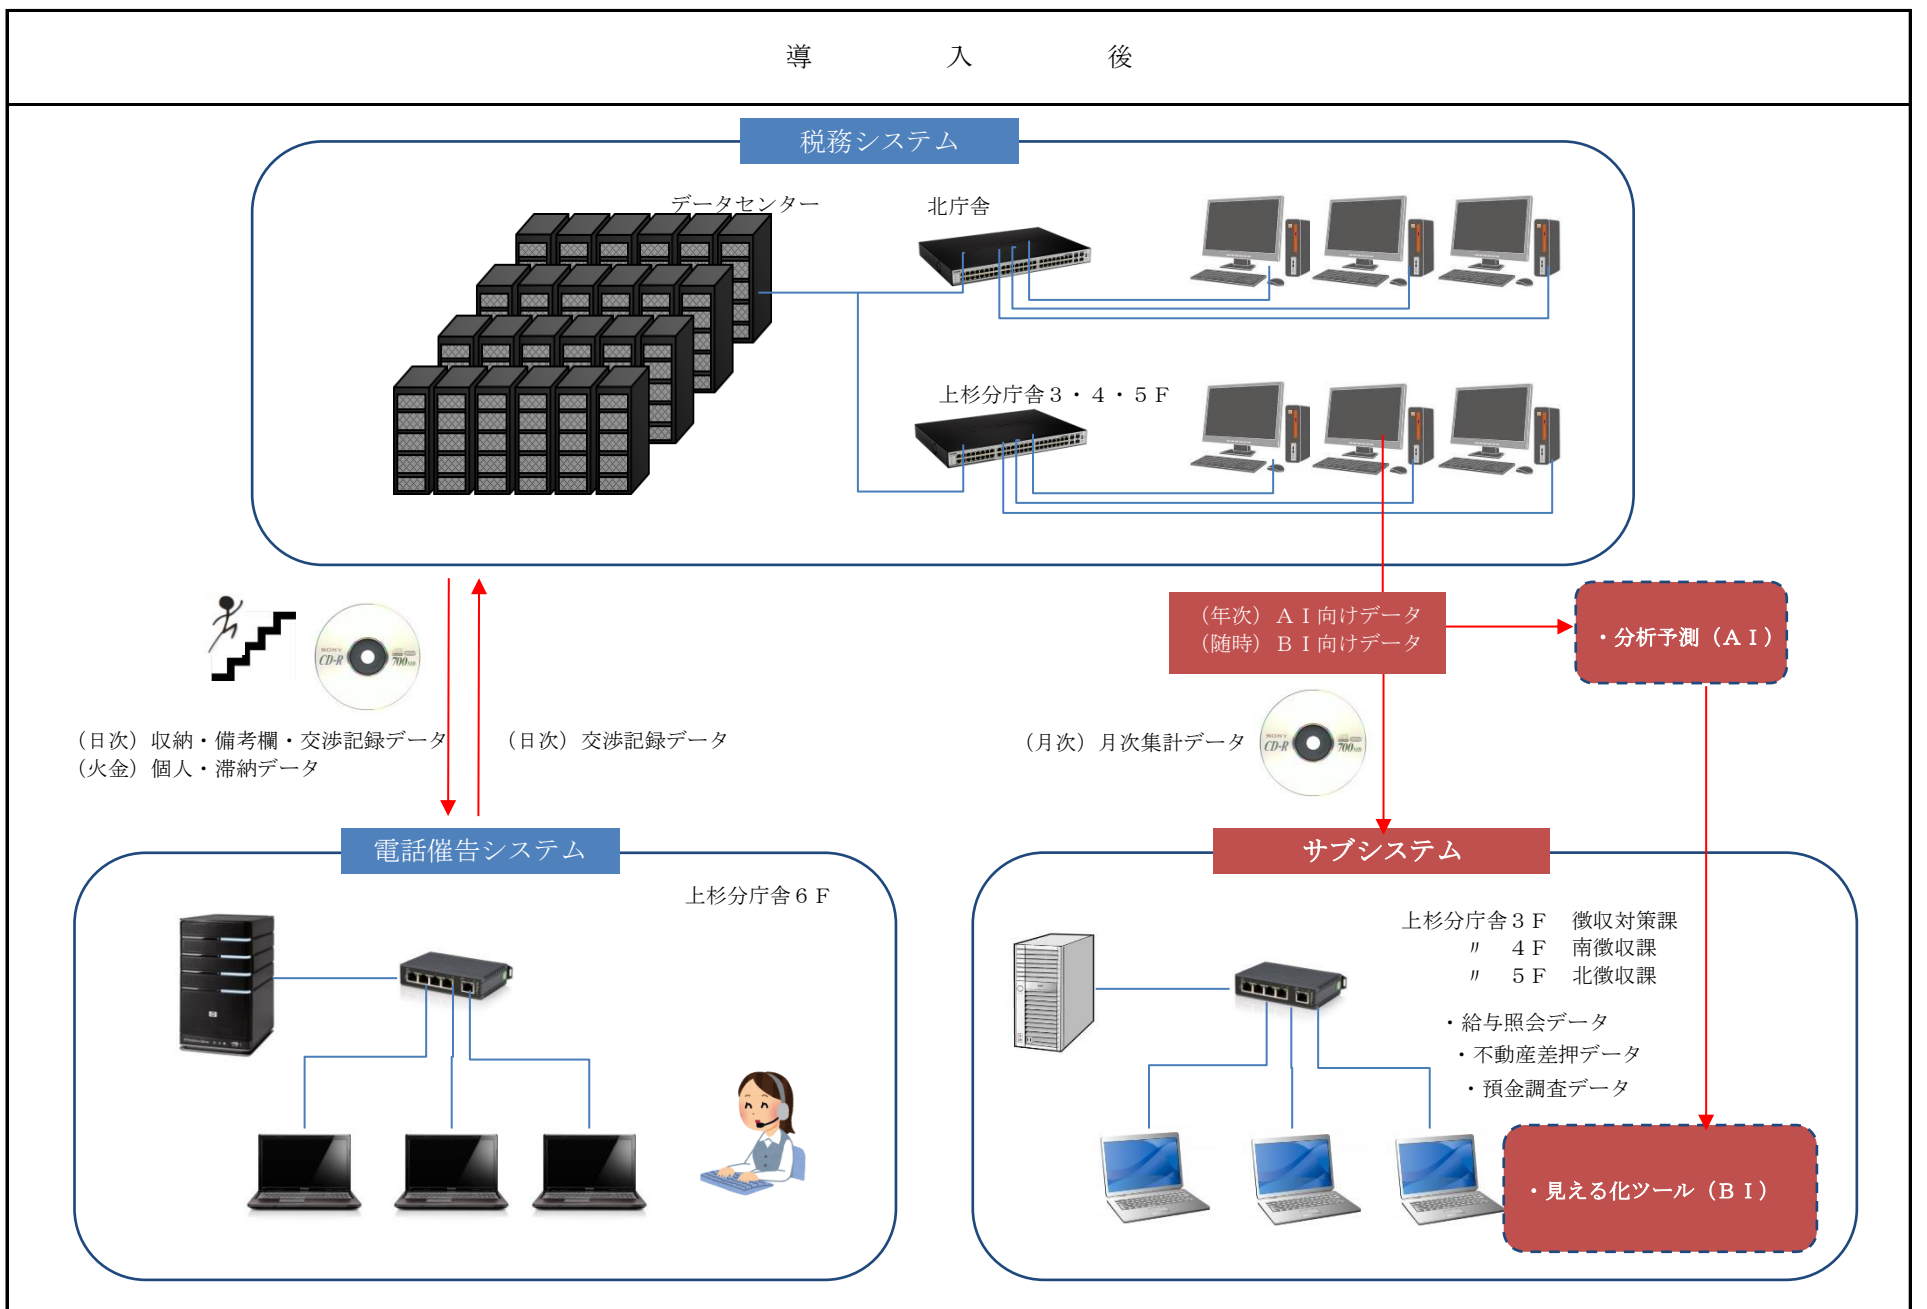 導入後
税務システム
データセンター
北庁舎
上杉分庁舎３・４・５Ｆ
（年次）ＡＩ向けデータ
（随時）ＢＩ向けデータ
・分析予測（ＡＩ）
SONY
CD-R
700MB
（日次）収納・備考欄・交渉記録データ
（火金）個人・滞納データ
（日次）交渉記録データ
（月次）月次集計データ
SONY
CD-R
700MB
電話催告システム
上杉分庁舎６Ｆ
サブシステム
上杉分庁舎３Ｆ　徴収対策課
〃　４Ｆ　南徴収課
〃　５Ｆ　北徴収課
・給与照会データ
・不動産差押データ
・預金調査データ
・見える化ツール（ＢＩ）